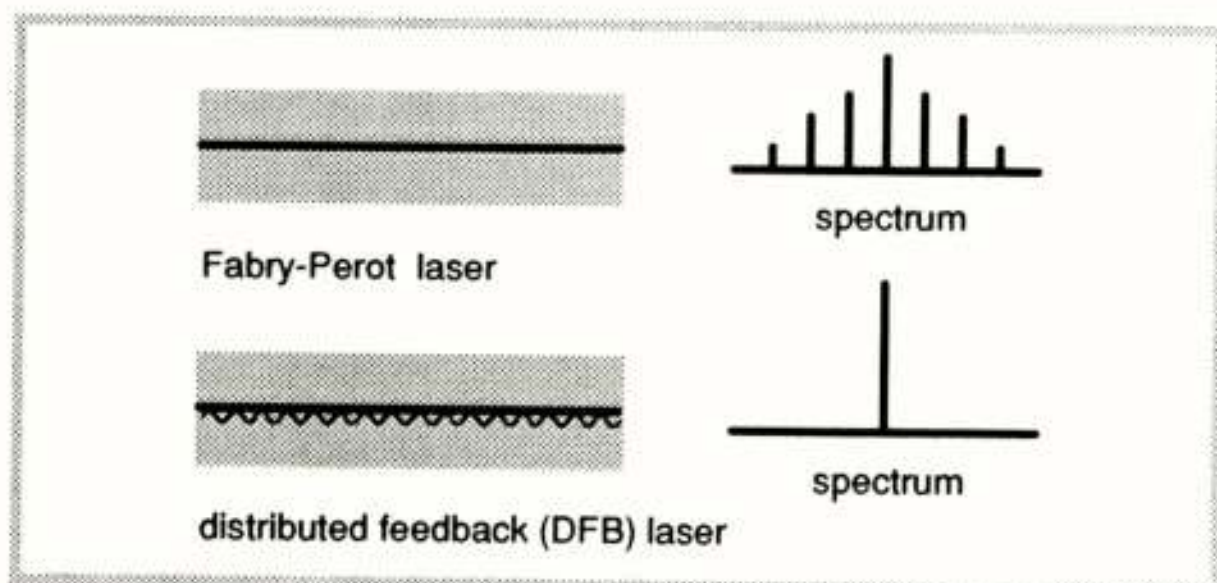 spectrum
Fabry-Perot laser
spectrum
distributed feedback (DFB) laser